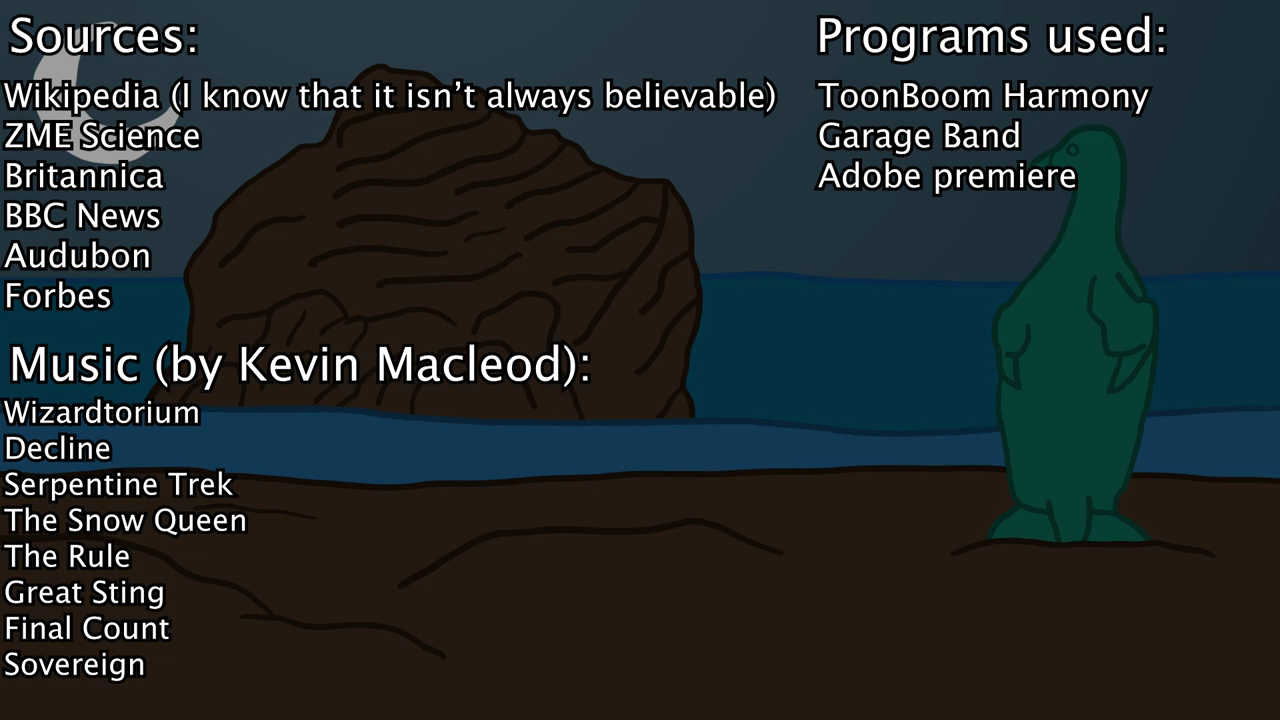 Sources:
Wikipedia (I know that it isn't always believable)
ZME Science
Britannica
BBC News
Audubon
Forbes
Music (by Kevin Macleod):
Wizardtorium
Decline
Serpentine Trek
The Snow Queen
The Rule
Great Sting
Final Count
Sovereign
Programs used:
ToonBoom Harmony
Garage Band
Adobe premiere